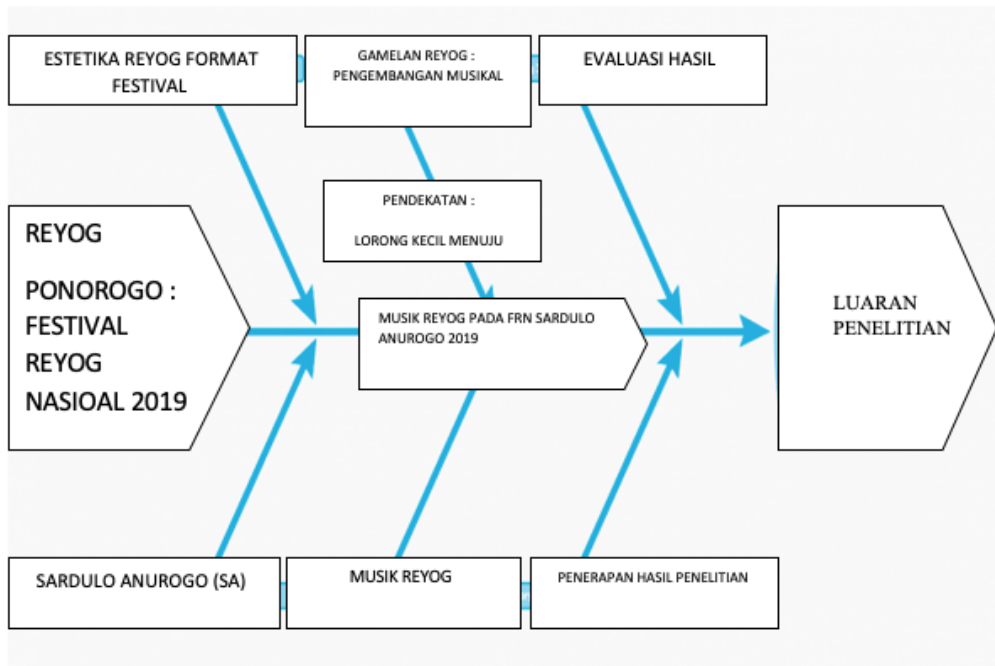 ESTETIKA REYOG FORMAT
FESTIVAL
GAMELAN REYOG :
PENGEMBANGAN MUSIKAL
EVALUASI HASIL
PENDEKATAN :
LORONG KECIL MENUJU
REYOG
PONOROGO :
FESTIVAL
REYOG
NASIOAL 2019
MUSIK REYOG PADA FRN SARDULO
ANUROGO 2019
LUARAN
PENELITIAN
SARDULO ANUROGO (SA)
MUSIK REYOG
PENERAPAN HASIL PENELITIAN